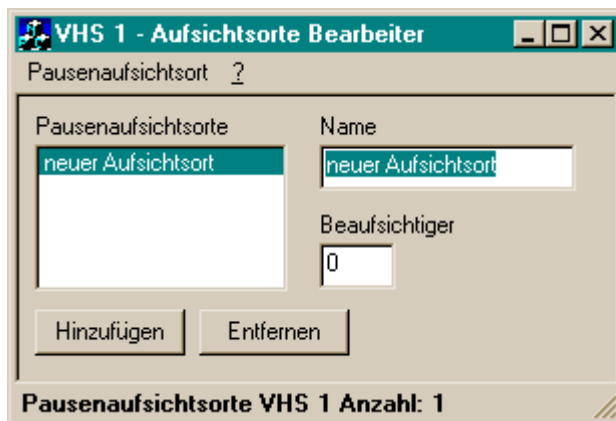 VHS 1 - Aufsichtsorte Bearbeiter
Pausenaufsichtsort ?
Pausenaufsichtsorte
neuer Aufsichtsort
Name
neuer Aufsichtsort
Beaufsichtiger
0
Hinzufügen
Entfernen
Pausenaufsichtsorte VHS 1 Anzahl: 1